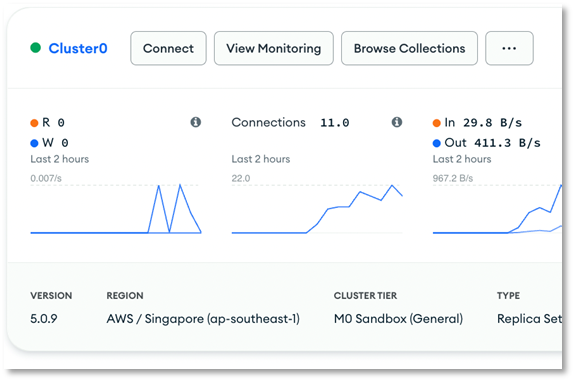 Cluster0 Connect View Monitoring Browse Collections ...
R 0 Connections 11.0 In 29.8 B/s
W 0 Out 411.3 B/s
Last 2 hours Last 2 hours Last 2 hours
0.007/s 22.0 967.2 B/s
VERSION REGION CLUSTER TIER TYPE
5.0.9 AWS / Singapore (ap-southeast-1) M0 Sandbox (General) Replica Set